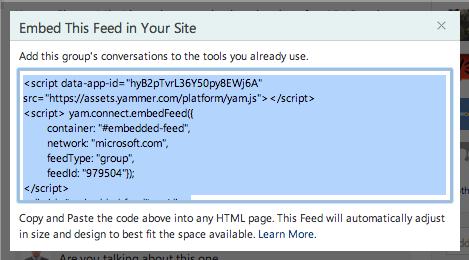 Embed This Feed in Your Site
Add this group's conversations to the tools you already use.
<script data-app-id="hyB2pTvrL36Y50py8EWj6A"
src="https://assets.yammer.com/platform/yam.js"> </script>
<script> yam.connect.embedFeed({
container: "#embedded-feed",
network: "microsoft.com",
feedType: "group",
feedId: "979504"});
</script>
Copy and Paste the code above into any HTML page. This Feed will automatically adjust
in size and design to best fit the space available. Learn More.
Are you talking about this one